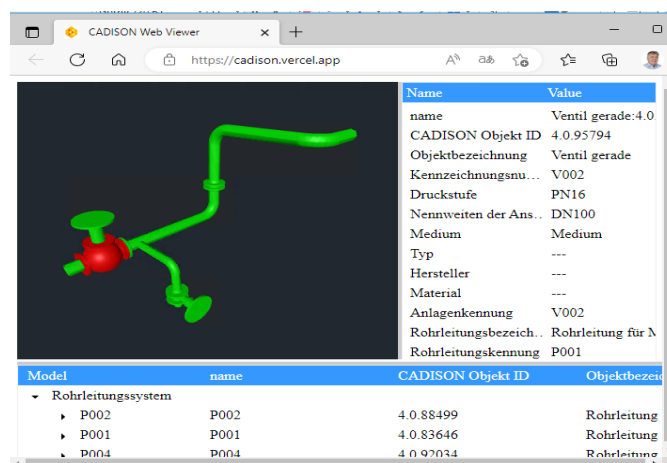 CADISON Web Viewer
https://cadison.vercel.app
Name Value
name Ventil gerade:4.0
CADISON Objekt ID 4.0.95794
Objektbezeichnung Ventil gerade
Kennzeichnungsnu... V002
Druckstufe PN16
Nennweiten der Ans.. DN100
Medium Medium
Typ ---
Hersteller ---
Material ---
Anlagenkennung V002
Rohrleitungsbezeich.. Rohrleitung für
Rohrleitungskennung P001
Model name CADISON Objekt ID Objektbezei
Rohrleitungssystem
P002 P002 4.0.88499 Rohrleitung
P001 P001 4.0.83646 Rohrleitung
P004 P004 4.0.92034 Rohrleitung